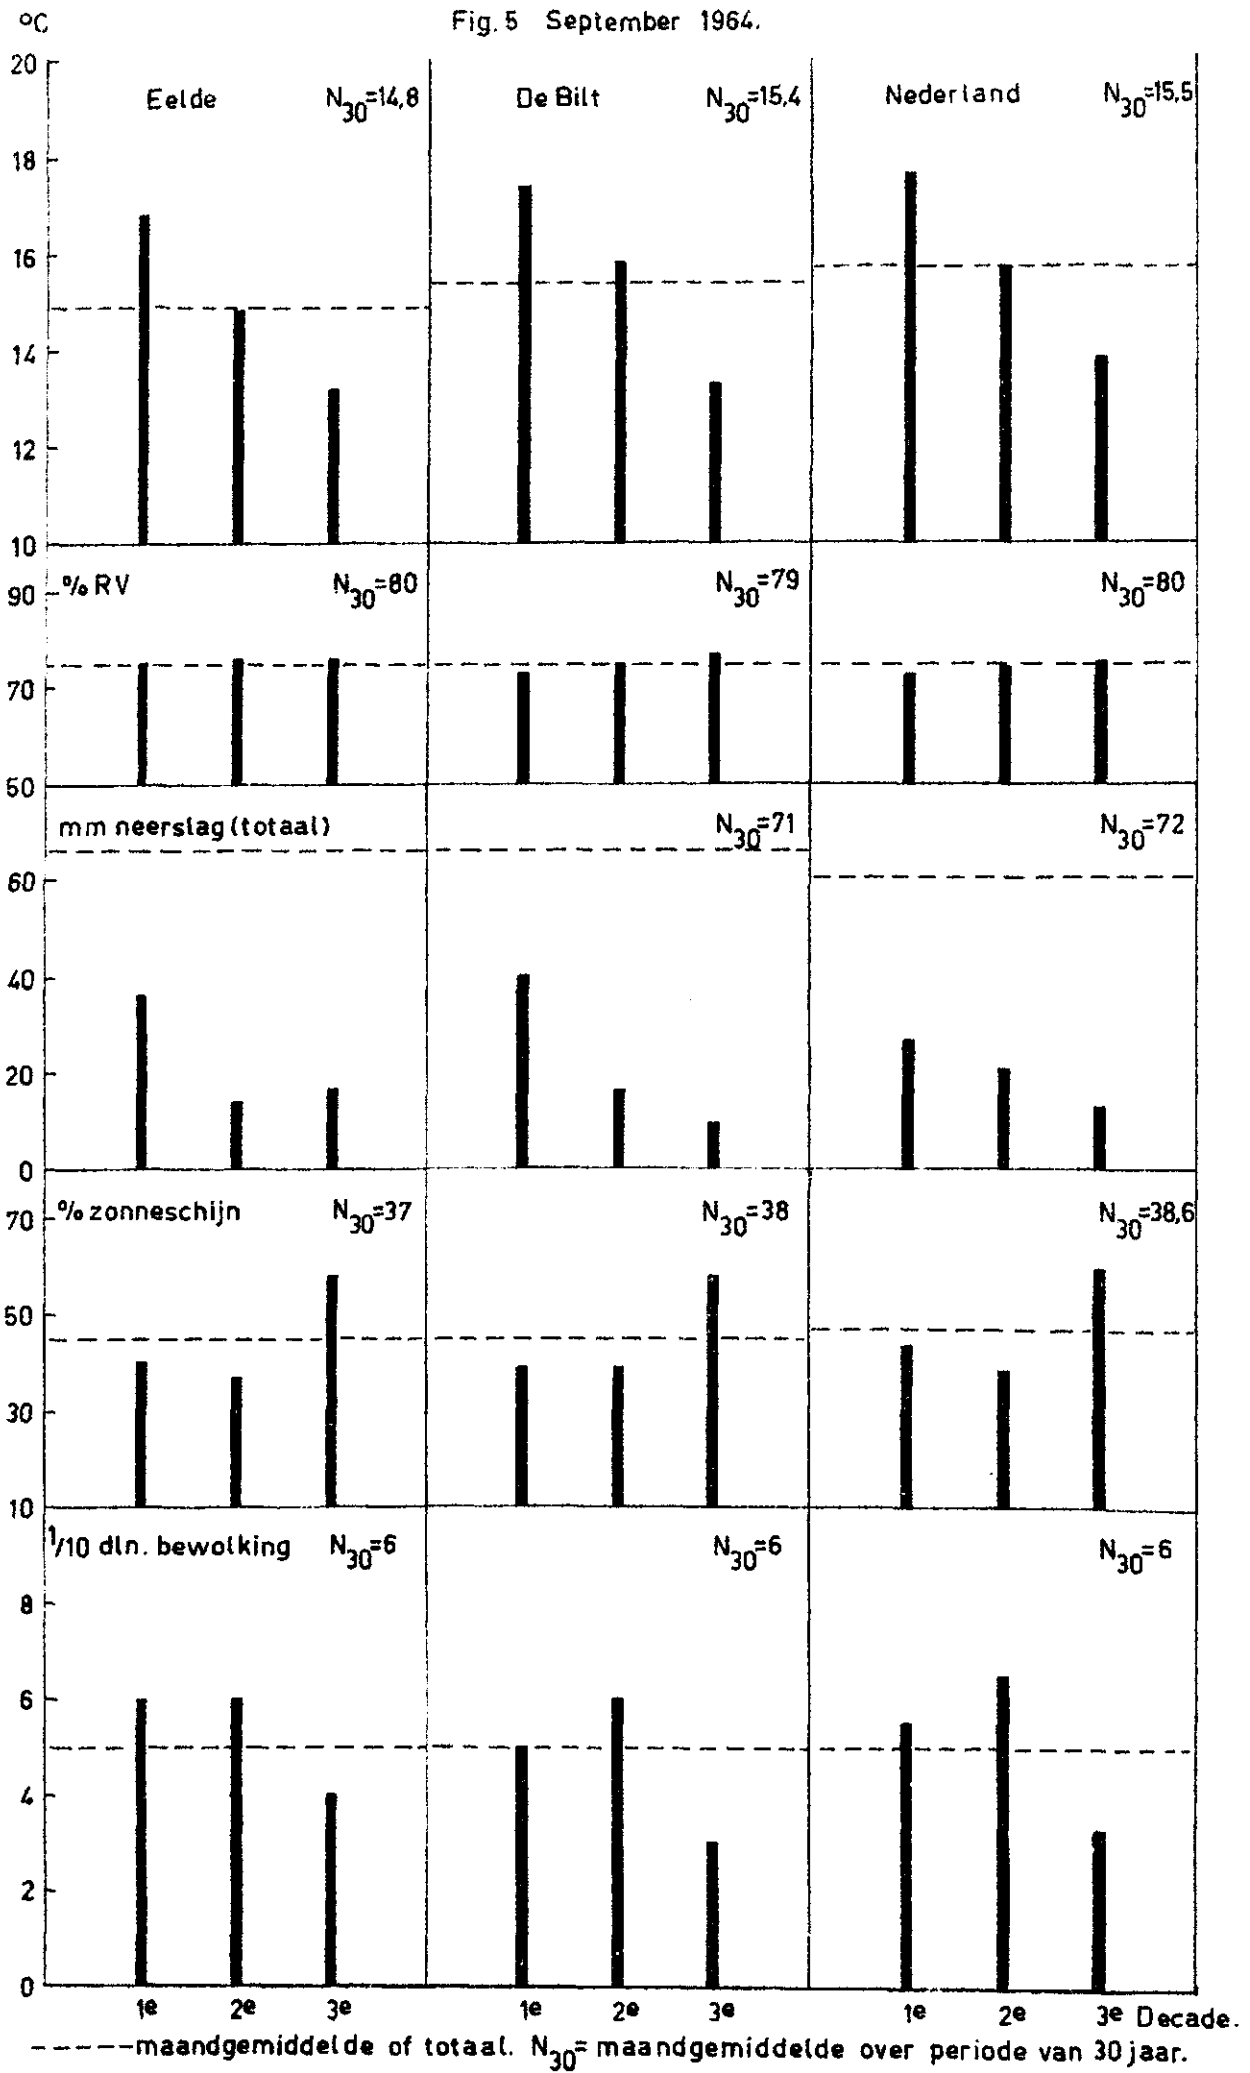 Fig. 5 September 1964.
°C
Eelde N30=14,8 De Bilt N30=15,4 Nederland N30=15,5
20
18
16
14
12
10
% RV N30=80 N30=79 N30=80
90
70
50
mm neerslag (totaal) N30=71 N30=72
60
40
20
0
% zonneschijn N30=37 N30=38 N30=38,6
70
50
30
10
1/10 dln. bewolking N30=6 N30=6 N30=6
8
6
4
2
0
1e 2e 3e 1e 2e 3e 1e 2e 3e Decade.
-----maandgemiddelde of totaal. N30= maandgemiddelde over periode van 30 jaar.